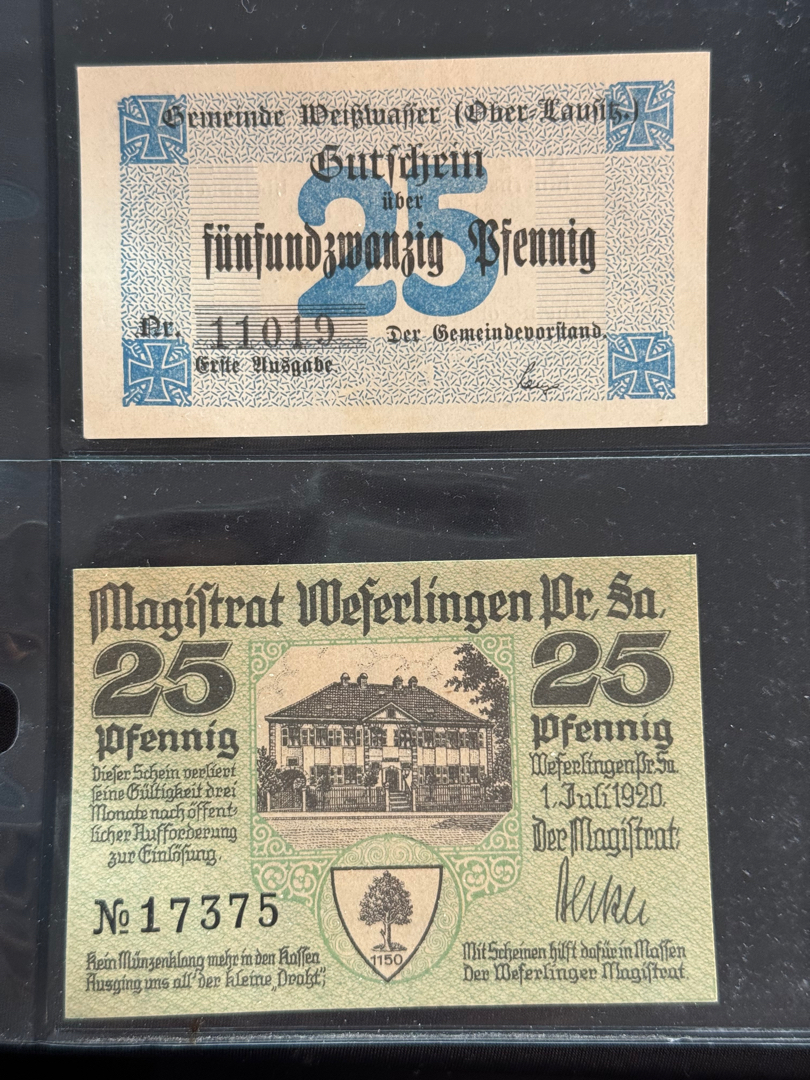 Gemeinde Weißwasser (Ober-Lausitz.)
Gutschein
25
über
fünfundzwanzig Pfennig
Nr. 11019
Der Gemeindevorstand.
Erste Ausgabe
Magistrat Weferlingen Pr. Sa.
25
Pfennig
Dieser Schein verliert
seine Gültigkeit drei
Monate nach öffent-
licher Aufforderung
zur Einlösung.
25
Pfennig
Weferlingen Pr. Sa.
1. Juli 1920.
Der Magistrat:
№ 17375
1150
Kein Münzenklang mehr in den Kassen
Ausging uns all' der kleine „Draht“;
Mit Scheinen hilft dafür in Massen
Der Weferlinger Magistrat.